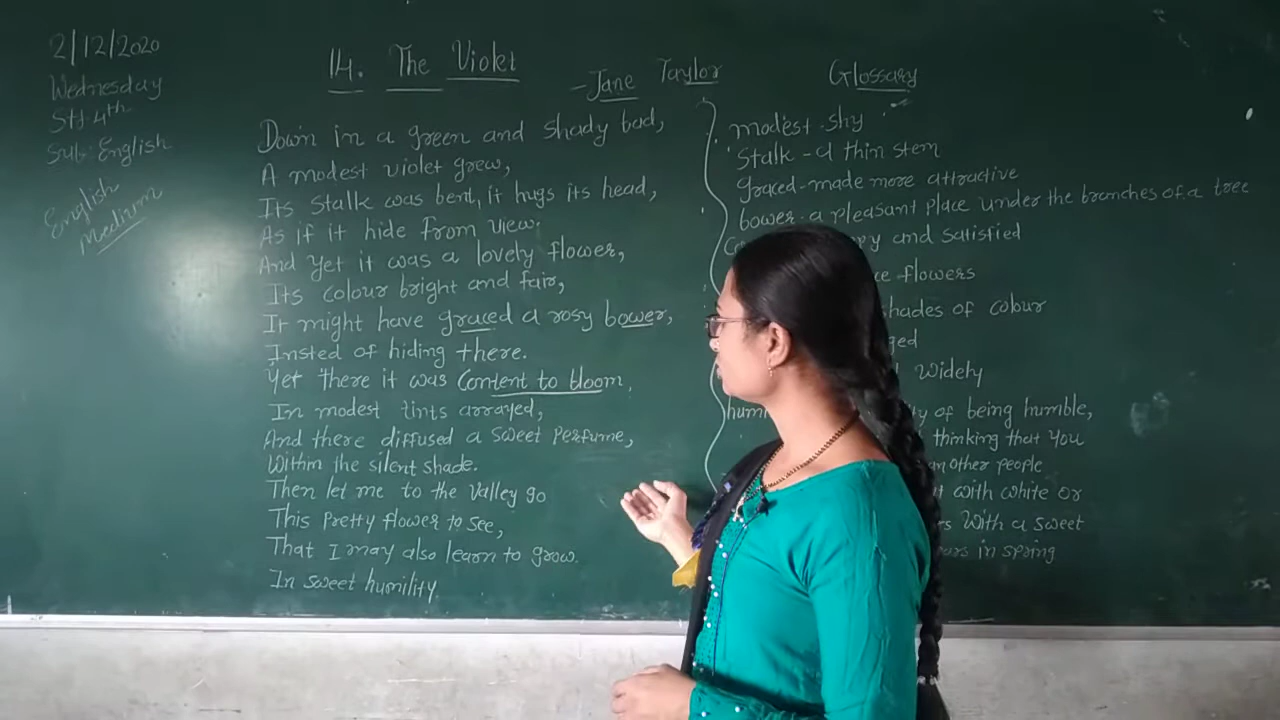 2/12/2020
Wednesday
Std 4th
Sub: English
English
Medium
14. The Violet
-Jane Taylor
Down in a green and shady bad,
A modest violet grew,
Its stalk was bent, it hugs its head,
As if it hide from view.
And yet it was a lovely flower,
Its colour bright and fair,
It might have graced a rosy bower,
Insted of hiding there.
Yet there it was Content to bloom,
In modest tints arrayed,
And there diffused a sweet perfume,
Within the silent shade.
Then let me to the valley go
This pretty flower to see,
That I may also learn to grow.
In sweet humility.
Glossary
modest-shy
Stalk - a thin stem
graced-made more attractive
bower-a pleasant place under the branches of a tree
and satisfied
flowers
hades of colour
ged
widely
hum y of being humble,
thinking that you
an other people
with white or
with a sweet
in spring